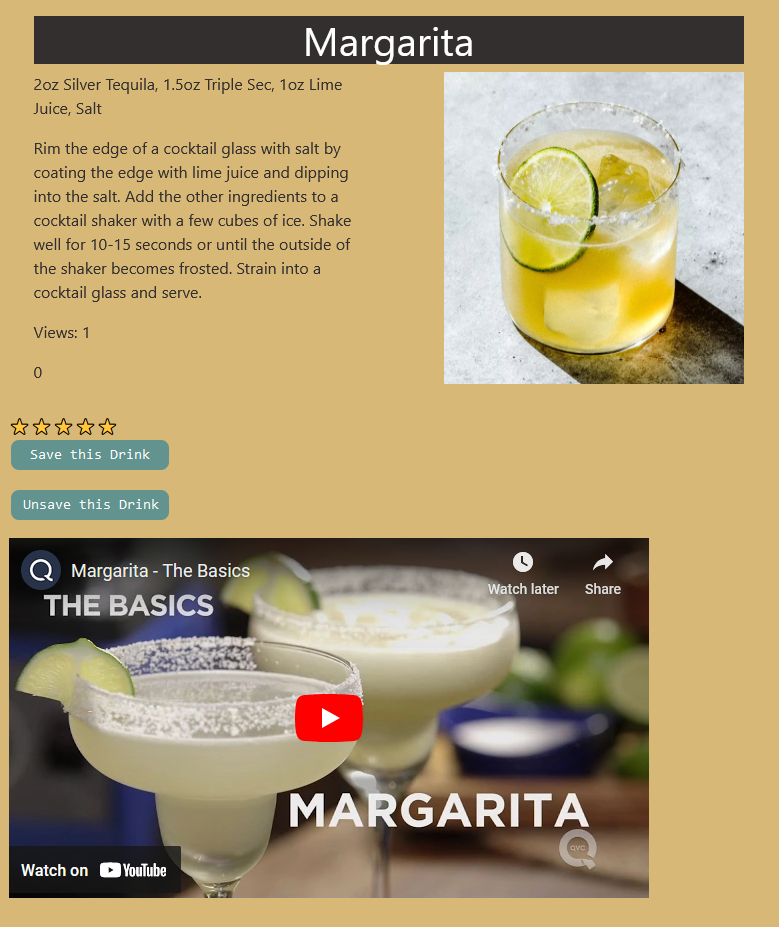 Margarita
2oz Silver Tequila, 1.5oz Triple Sec, 1oz Lime
Juice, Salt
Rim the edge of a cocktail glass with salt by
coating the edge with lime juice and dipping
into the salt. Add the other ingredients to a
cocktail shaker with a few cubes of ice. Shake
well for 10-15 seconds or until the outside of
the shaker becomes frosted. Strain into a
cocktail glass and serve.
Views: 1
0
Save this Drink
Unsave this Drink
Margarita - The Basics
Watch later
Share
THE BASICS
MARGARITA
QVC
Watch on YouTube